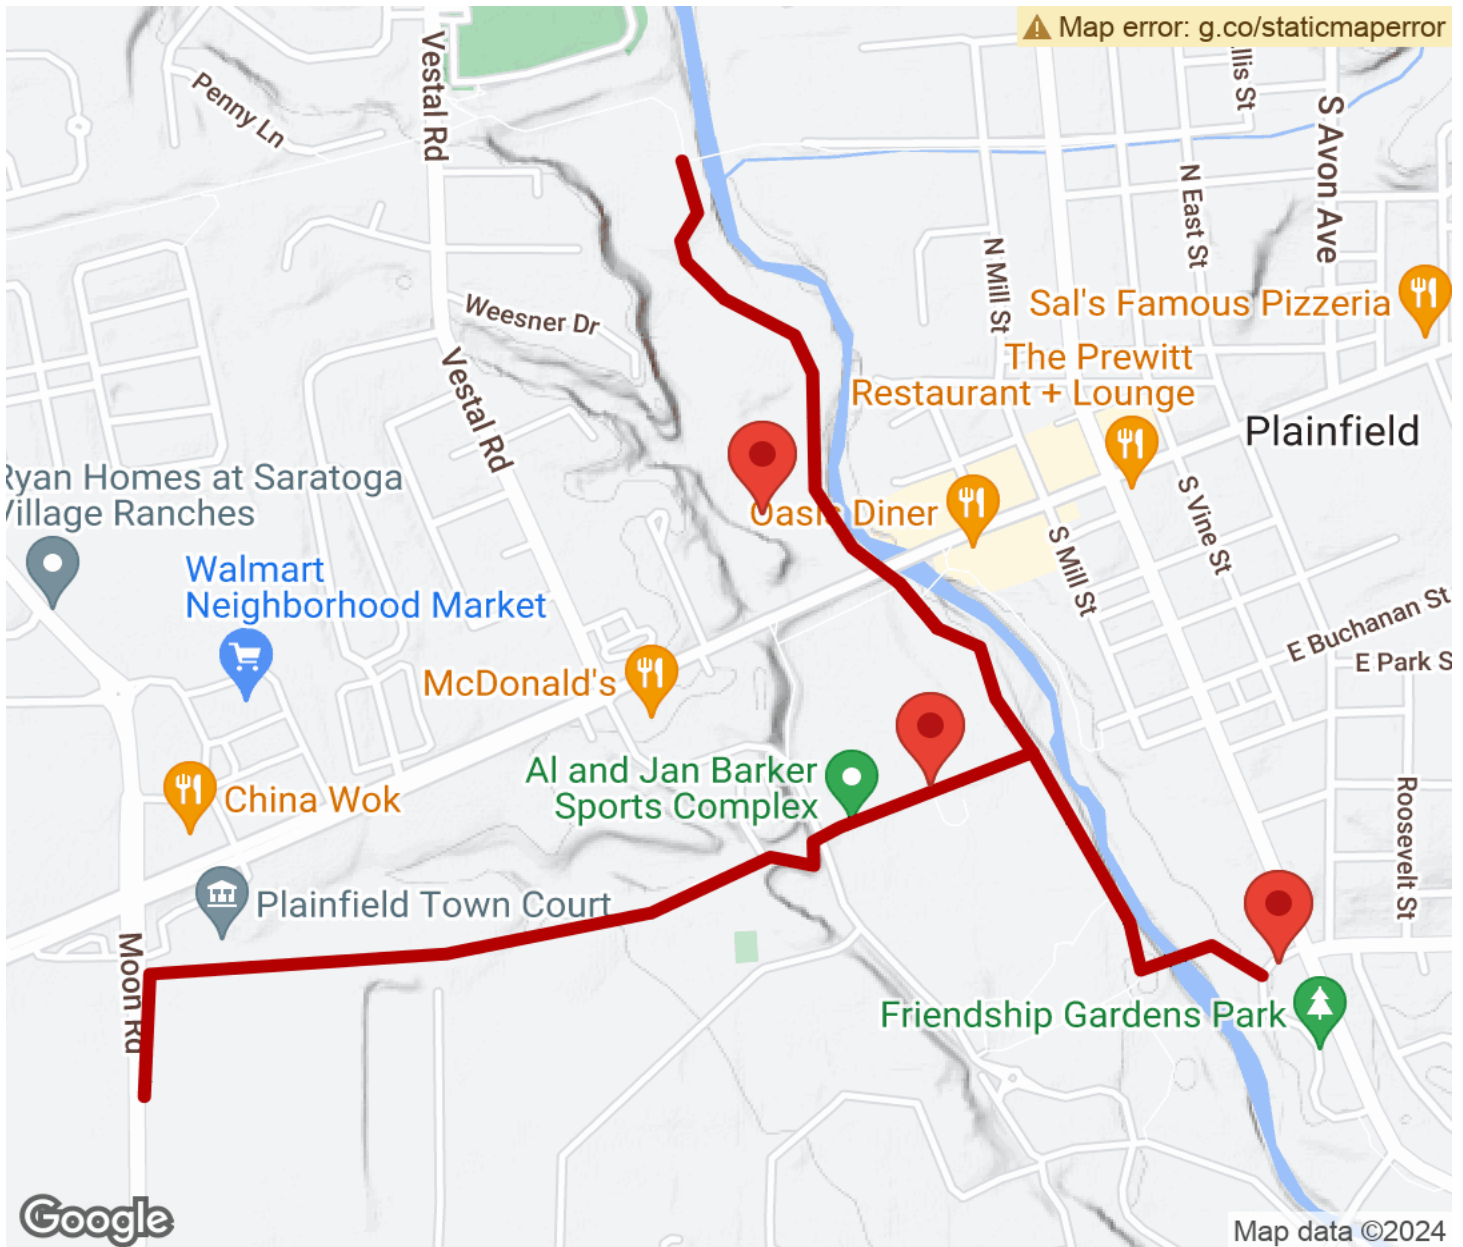 Map error: g.co/staticmaperror
Vestal Rd
Penny Ln
llis St
S Avon Ave
N East St
N Mill St
Sal's Famous Pizzeria
Weesner Dr
The Prewitt
Restaurant + Lounge
Vestal Rd
Plainfield
Ryan Homes at Saratoga
Village Ranches
Oasis Diner
S Vine St
S Mill St
Walmart
Neighborhood Market
E Buchanan St
E Park S
McDonald's
Al and Jan Barker
Sports Complex
China Wok
Roosevelt St
Plainfield Town Court
Moon Rd
Friendship Gardens Park
Google
Map data ©2024